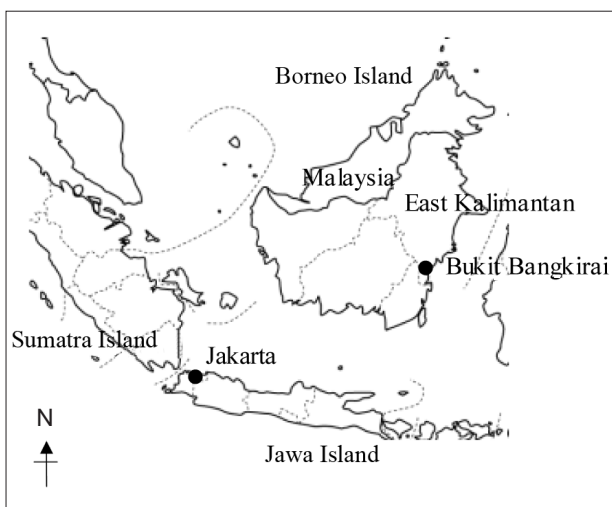 Borneo Island
Malaysia
East Kalimantan
Bukit Bangkirai
Sumatra Island
Jakarta
N
Jawa Island